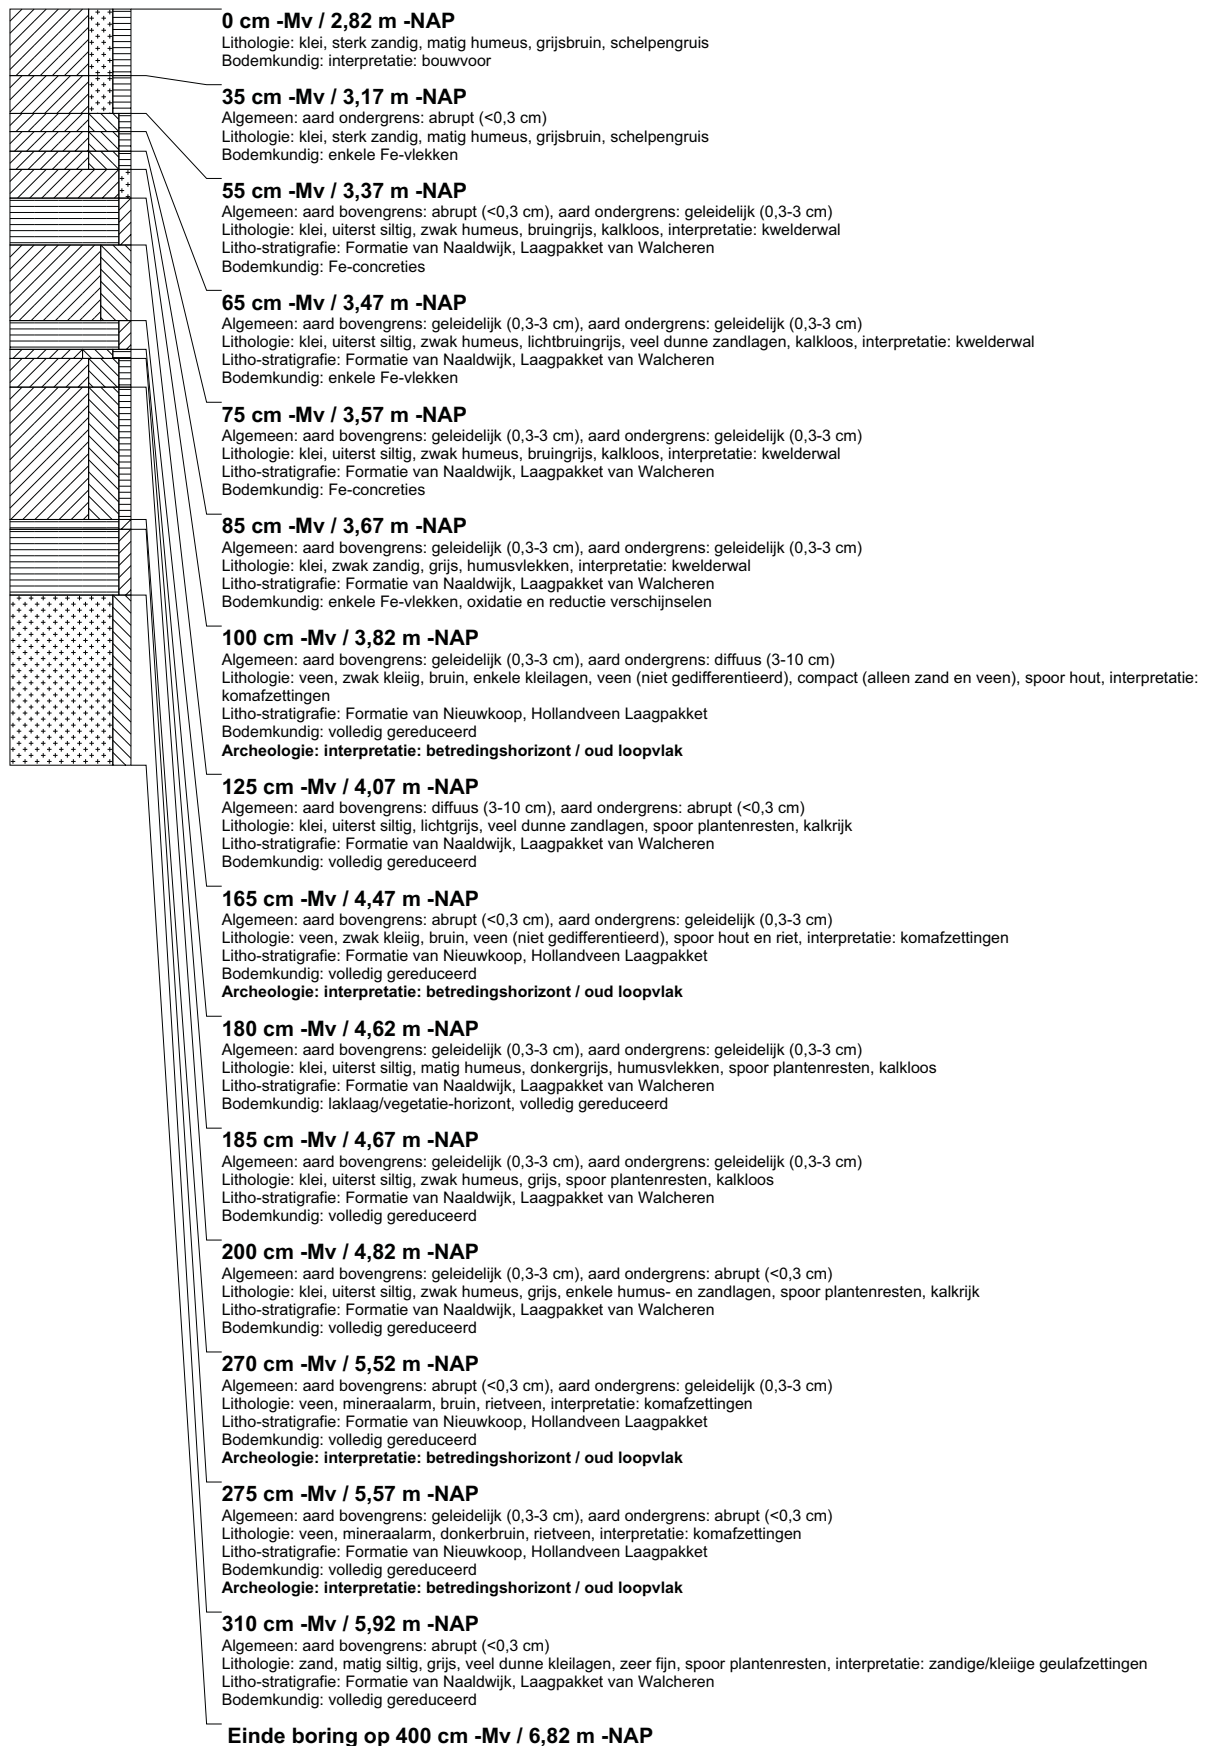 0 cm -Mv / 2,82 m -NAP
Lithologie: klei, sterk zandig, matig humeus, grijsbruin, schelpengruis
Bodemkundig: interpretatie: bouwvoor
35 cm -Mv / 3,17 m -NAP
Algemeen: aard ondergrens: abrupt (<0,3 cm)
Lithologie: klei, sterk zandig, matig humeus, grijsbruin, schelpengruis
Bodemkundig: enkele Fe-vlekken
55 cm -Mv / 3,37 m -NAP
Algemeen: aard bovengrens: abrupt (<0,3 cm), aard ondergrens: geleidelijk (0,3-3 cm)
Lithologie: klei, uiterst siltig, zwak humeus, bruingrijs, kalkloos, interpretatie: kwelderwal
Litho-stratigrafie: Formatie van Naaldwijk, Laagpakket van Walcheren
Bodemkundig: Fe-concreties
65 cm -Mv / 3,47 m -NAP
Algemeen: aard bovengrens: geleidelijk (0,3-3 cm), aard ondergrens: geleidelijk (0,3-3 cm)
Lithologie: klei, uiterst siltig, zwak humeus, lichtbruingrijs, veel dunne zandlagen, kalkloos, interpretatie: kwelderwal
Litho-stratigrafie: Formatie van Naaldwijk, Laagpakket van Walcheren
Bodemkundig: enkele Fe-vlekken
75 cm -Mv / 3,57 m -NAP
Algemeen: aard bovengrens: geleidelijk (0,3-3 cm), aard ondergrens: geleidelijk (0,3-3 cm)
Lithologie: klei, uiterst siltig, zwak humeus, bruingrijs, kalkloos, interpretatie: kwelderwal
Litho-stratigrafie: Formatie van Naaldwijk, Laagpakket van Walcheren
Bodemkundig: Fe-concreties
85 cm -Mv / 3,67 m -NAP
Algemeen: aard bovengrens: geleidelijk (0,3-3 cm), aard ondergrens: geleidelijk (0,3-3 cm)
Lithologie: klei, zwak zandig, grijs, humusvlekken, interpretatie: kwelderwal
Litho-stratigrafie: Formatie van Naaldwijk, Laagpakket van Walcheren
Bodemkundig: enkele Fe-vlekken, oxidatie en reductie verschijnselen
100 cm -Mv / 3,82 m -NAP
Algemeen: aard bovengrens: geleidelijk (0,3-3 cm), aard ondergrens: diffuus (3-10 cm)
Lithologie: veen, zwak kleiig, bruin, enkele kleilagen, veen (niet gedifferentieerd), compact (alleen zand en veen), spoor hout, interpretatie:
komafzettingen
Litho-stratigrafie: Formatie van Nieuwkoop, Hollandveen Laagpakket
Bodemkundig: volledig gereduceerd
Archeologie: interpretatie: betredingshorizont / oud loopvlak
125 cm -Mv / 4,07 m -NAP
Algemeen: aard bovengrens: diffuus (3-10 cm), aard ondergrens: abrupt (<0,3 cm)
Lithologie: klei, uiterst siltig, lichtgrijs, veel dunne zandlagen, spoor plantenresten, kalkrijk
Litho-stratigrafie: Formatie van Naaldwijk, Laagpakket van Walcheren
Bodemkundig: volledig gereduceerd
165 cm -Mv / 4,47 m -NAP
Algemeen: aard bovengrens: abrupt (<0,3 cm), aard ondergrens: geleidelijk (0,3-3 cm)
Lithologie: veen, zwak kleiig, bruin, veen (niet gedifferentieerd), spoor hout en riet, interpretatie: komafzettingen
Litho-stratigrafie: Formatie van Nieuwkoop, Hollandveen Laagpakket
Bodemkundig: volledig gereduceerd
Archeologie: interpretatie: betredingshorizont / oud loopvlak
180 cm -Mv / 4,62 m -NAP
Algemeen: aard bovengrens: geleidelijk (0,3-3 cm), aard ondergrens: geleidelijk (0,3-3 cm)
Lithologie: klei, uiterst siltig, matig humeus, donkergrijs, humusvlekken, spoor plantenresten, kalkloos
Litho-stratigrafie: Formatie van Naaldwijk, Laagpakket van Walcheren
Bodemkundig: laklaag/vegetatie-horizont, volledig gereduceerd
185 cm -Mv / 4,67 m -NAP
Algemeen: aard bovengrens: geleidelijk (0,3-3 cm), aard ondergrens: geleidelijk (0,3-3 cm)
Lithologie: klei, uiterst siltig, zwak humeus, grijs, spoor plantenresten, kalkloos
Litho-stratigrafie: Formatie van Naaldwijk, Laagpakket van Walcheren
Bodemkundig: volledig gereduceerd
200 cm -Mv / 4,82 m -NAP
Algemeen: aard bovengrens: geleidelijk (0,3-3 cm), aard ondergrens: abrupt (<0,3 cm)
Lithologie: klei, uiterst siltig, zwak humeus, grijs, enkele humus- en zandlagen, spoor plantenresten, kalkrijk
Litho-stratigrafie: Formatie van Naaldwijk, Laagpakket van Walcheren
Bodemkundig: volledig gereduceerd
270 cm -Mv / 5,52 m -NAP
Algemeen: aard bovengrens: abrupt (<0,3 cm), aard ondergrens: geleidelijk (0,3-3 cm)
Lithologie: veen, mineraalarm, bruin, rietveen, interpretatie: komafzettingen
Litho-stratigrafie: Formatie van Nieuwkoop, Hollandveen Laagpakket
Bodemkundig: volledig gereduceerd
Archeologie: interpretatie: betredingshorizont / oud loopvlak
275 cm -Mv / 5,57 m -NAP
Algemeen: aard bovengrens: geleidelijk (0,3-3 cm), aard ondergrens: abrupt (<0,3 cm)
Lithologie: veen, mineraalarm, donkerbruin, rietveen, interpretatie: komafzettingen
Litho-stratigrafie: Formatie van Nieuwkoop, Hollandveen Laagpakket
Bodemkundig: volledig gereduceerd
Archeologie: interpretatie: betredingshorizont / oud loopvlak
310 cm -Mv / 5,92 m -NAP
Algemeen: aard bovengrens: abrupt (<0,3 cm)
Lithologie: zand, matig siltig, grijs, veel dunne kleilagen, zeer fijn, spoor plantenresten, interpretatie: zandige/kleiige geulafzettingen
Litho-stratigrafie: Formatie van Naaldwijk, Laagpakket van Walcheren
Bodemkundig: volledig gereduceerd
Einde boring op 400 cm -Mv / 6,82 m -NAP